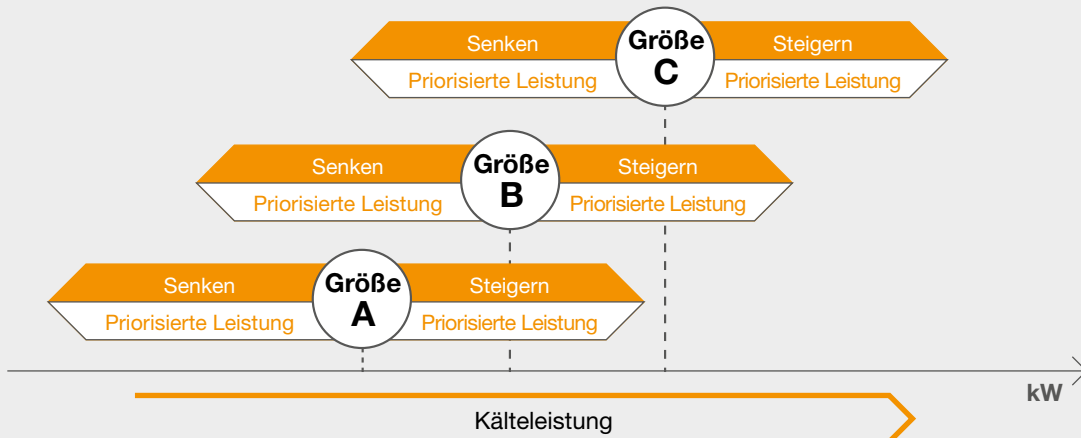 Senken
Größe
C
Steigern
Priorisierte Leistung
Priorisierte Leistung
Senken
Größe
B
Steigern
Priorisierte Leistung
Priorisierte Leistung
Senken
Größe
A
Steigern
Priorisierte Leistung
Priorisierte Leistung
kW
Kälteleistung